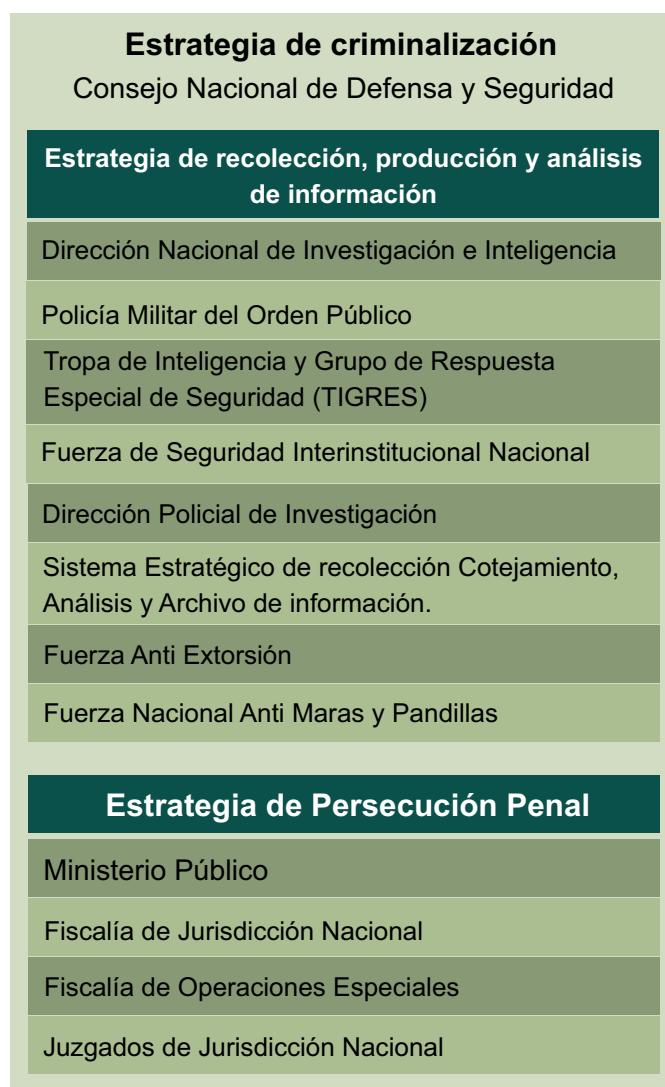 Estrategia de criminalización
Consejo Nacional de Defensa y Seguridad
Estrategia de recolección, producción y análisis
de información
Dirección Nacional de Investigación e Inteligencia
Policía Militar del Orden Público
Tropa de Inteligencia y Grupo de Respuesta
Especial de Seguridad (TIGRES)
Fuerza de Seguridad Interinstitucional Nacional
Dirección Policial de Investigación
Sistema Estratégico de recolección Cotejamiento,
Análisis y Archivo de información.
Fuerza Anti Extorsión
Fuerza Nacional Anti Maras y Pandillas
Estrategia de Persecución Penal
Ministerio Público
Fiscalía de Jurisdicción Nacional
Fiscalía de Operaciones Especiales
Juzgados de Jurisdicción Nacional